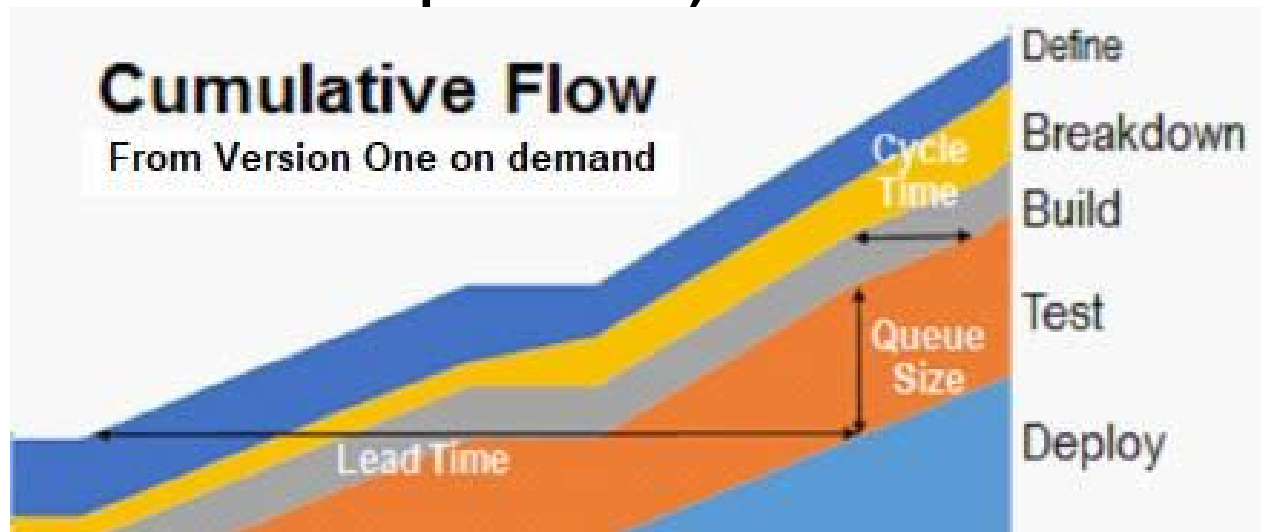 Cumulative Flow
From Version One on demand
Define
Breakdown
Cycle
Time
Build
Test
Queue
Size
Deploy
Lead Time